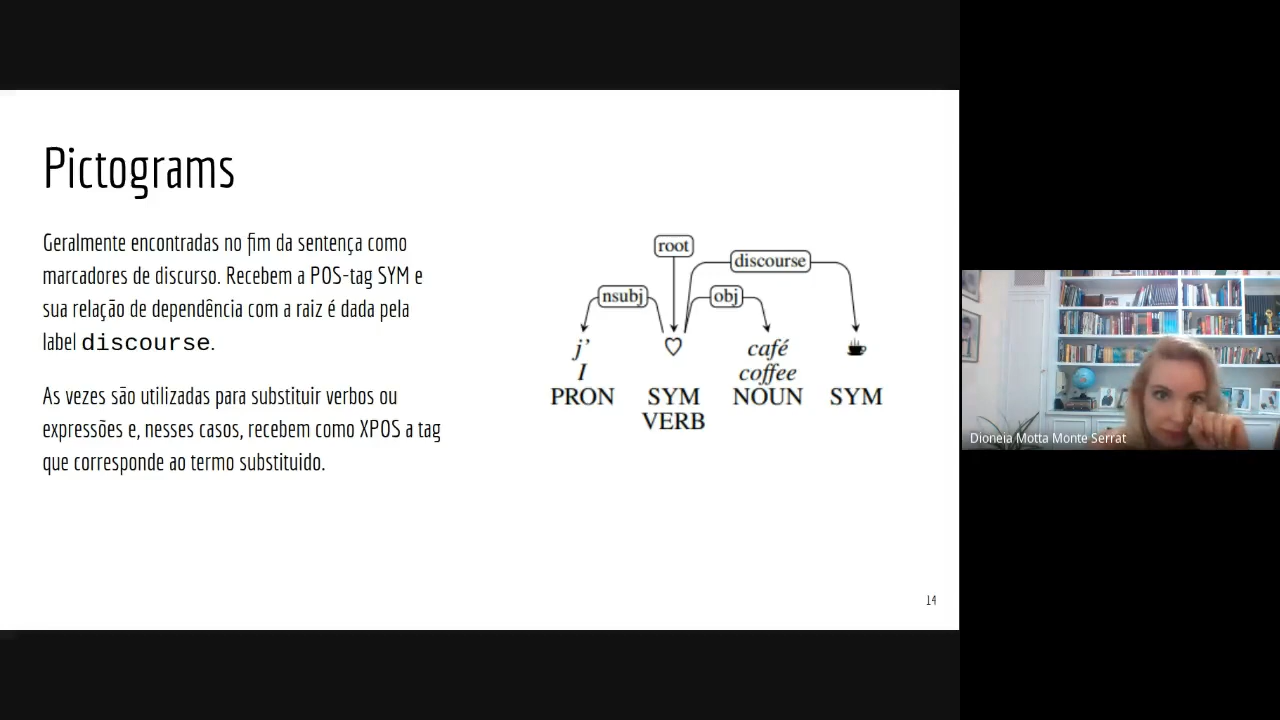 Pictograms
Geralmente encontradas no fim da sentença como
marcadores de discurso. Recebem a POS-tag SYM e
sua relação de dependência com a raiz é dada pela
label discourse.
As vezes são utilizadas para substituir verbos ou
expressões e, nesses casos, recebem como XPOS a tag
que corresponde ao termo substituido.
root
discourse
nsubj
obj
j’ ♡ café ☕
I coffee
PRON SYM NOUN SYM
VERB
14
Dioneia Motta Monte Serrat